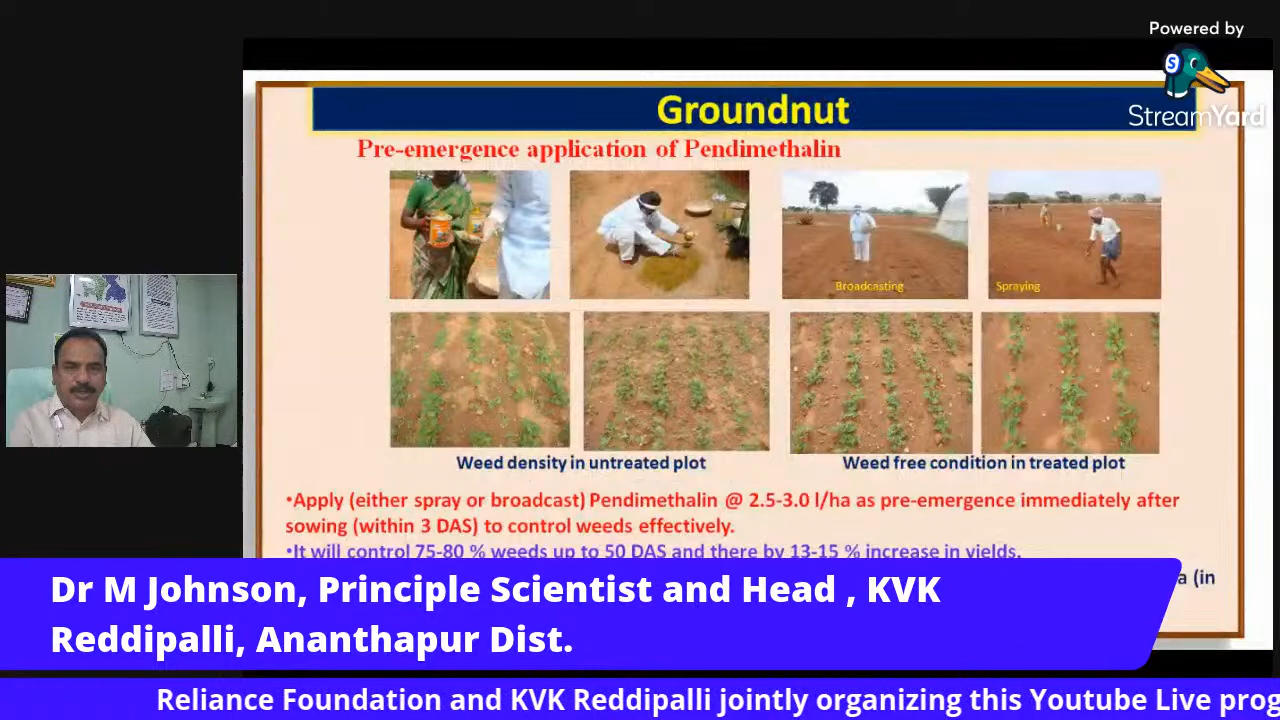 Powered by
StreamYard
Groundnut
Pre-emergence application of Pendimethalin
Broadcasting
Spraying
Weed density in untreated plot
Weed free condition in treated plot
•Apply (either spray or broadcast) Pendimethalin @ 2.5-3.0 l/ha as pre-emergence immediately after
sowing (within 3 DAS) to control weeds effectively.
•It will control 75-80 % weeds up to 50 DAS and there by 13-15 % increase in yields.
a (in
Dr M Johnson, Principle Scientist and Head , KVK
Reddipalli, Ananthapur Dist.
Reliance Foundation and KVK Reddipalli jointly organizing this Youtube Live prog